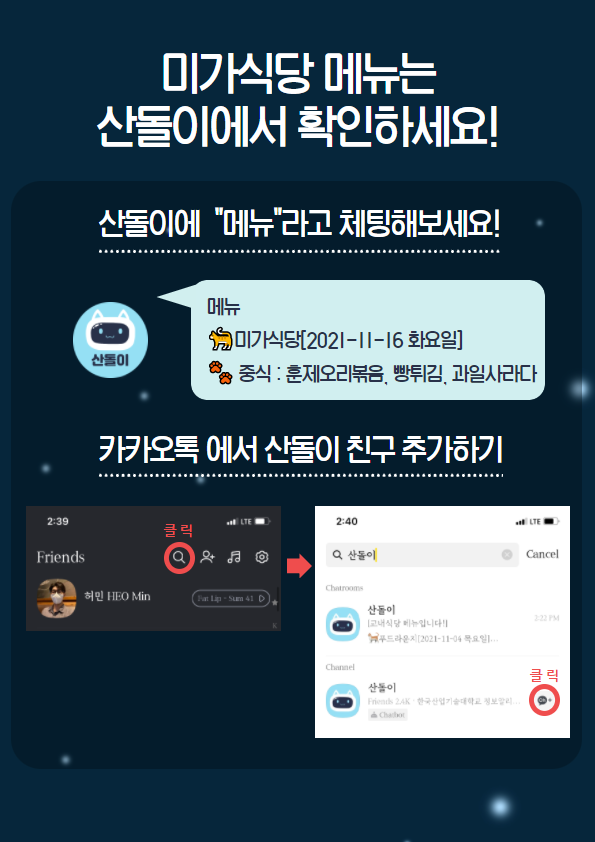 미가식당 메뉴는
산돌이에서 확인하세요!
산돌이에 "메뉴"라고 체팅해보세요!
산돌이
메뉴
미가식당[2021-11-16 화요일]
중식 : 훈제오리볶음, 빵튀김, 과일사라다
카카오톡 에서 산돌이 친구 추가하기
2:39
LTE
클릭
Friends
허민 HEO Min
Fat Lip - Sum 41
K
2:40
LTE
산돌이
Cancel
Chatrooms
산돌이
[교내식당 메뉴입니다!]
푸드라운지[2021-11-04 목요일]...
2:22 PM
Channel
클릭
산돌이
Friends 2.6K · 한국산업기술대학교 정보알리...
Chatbot
Ch+